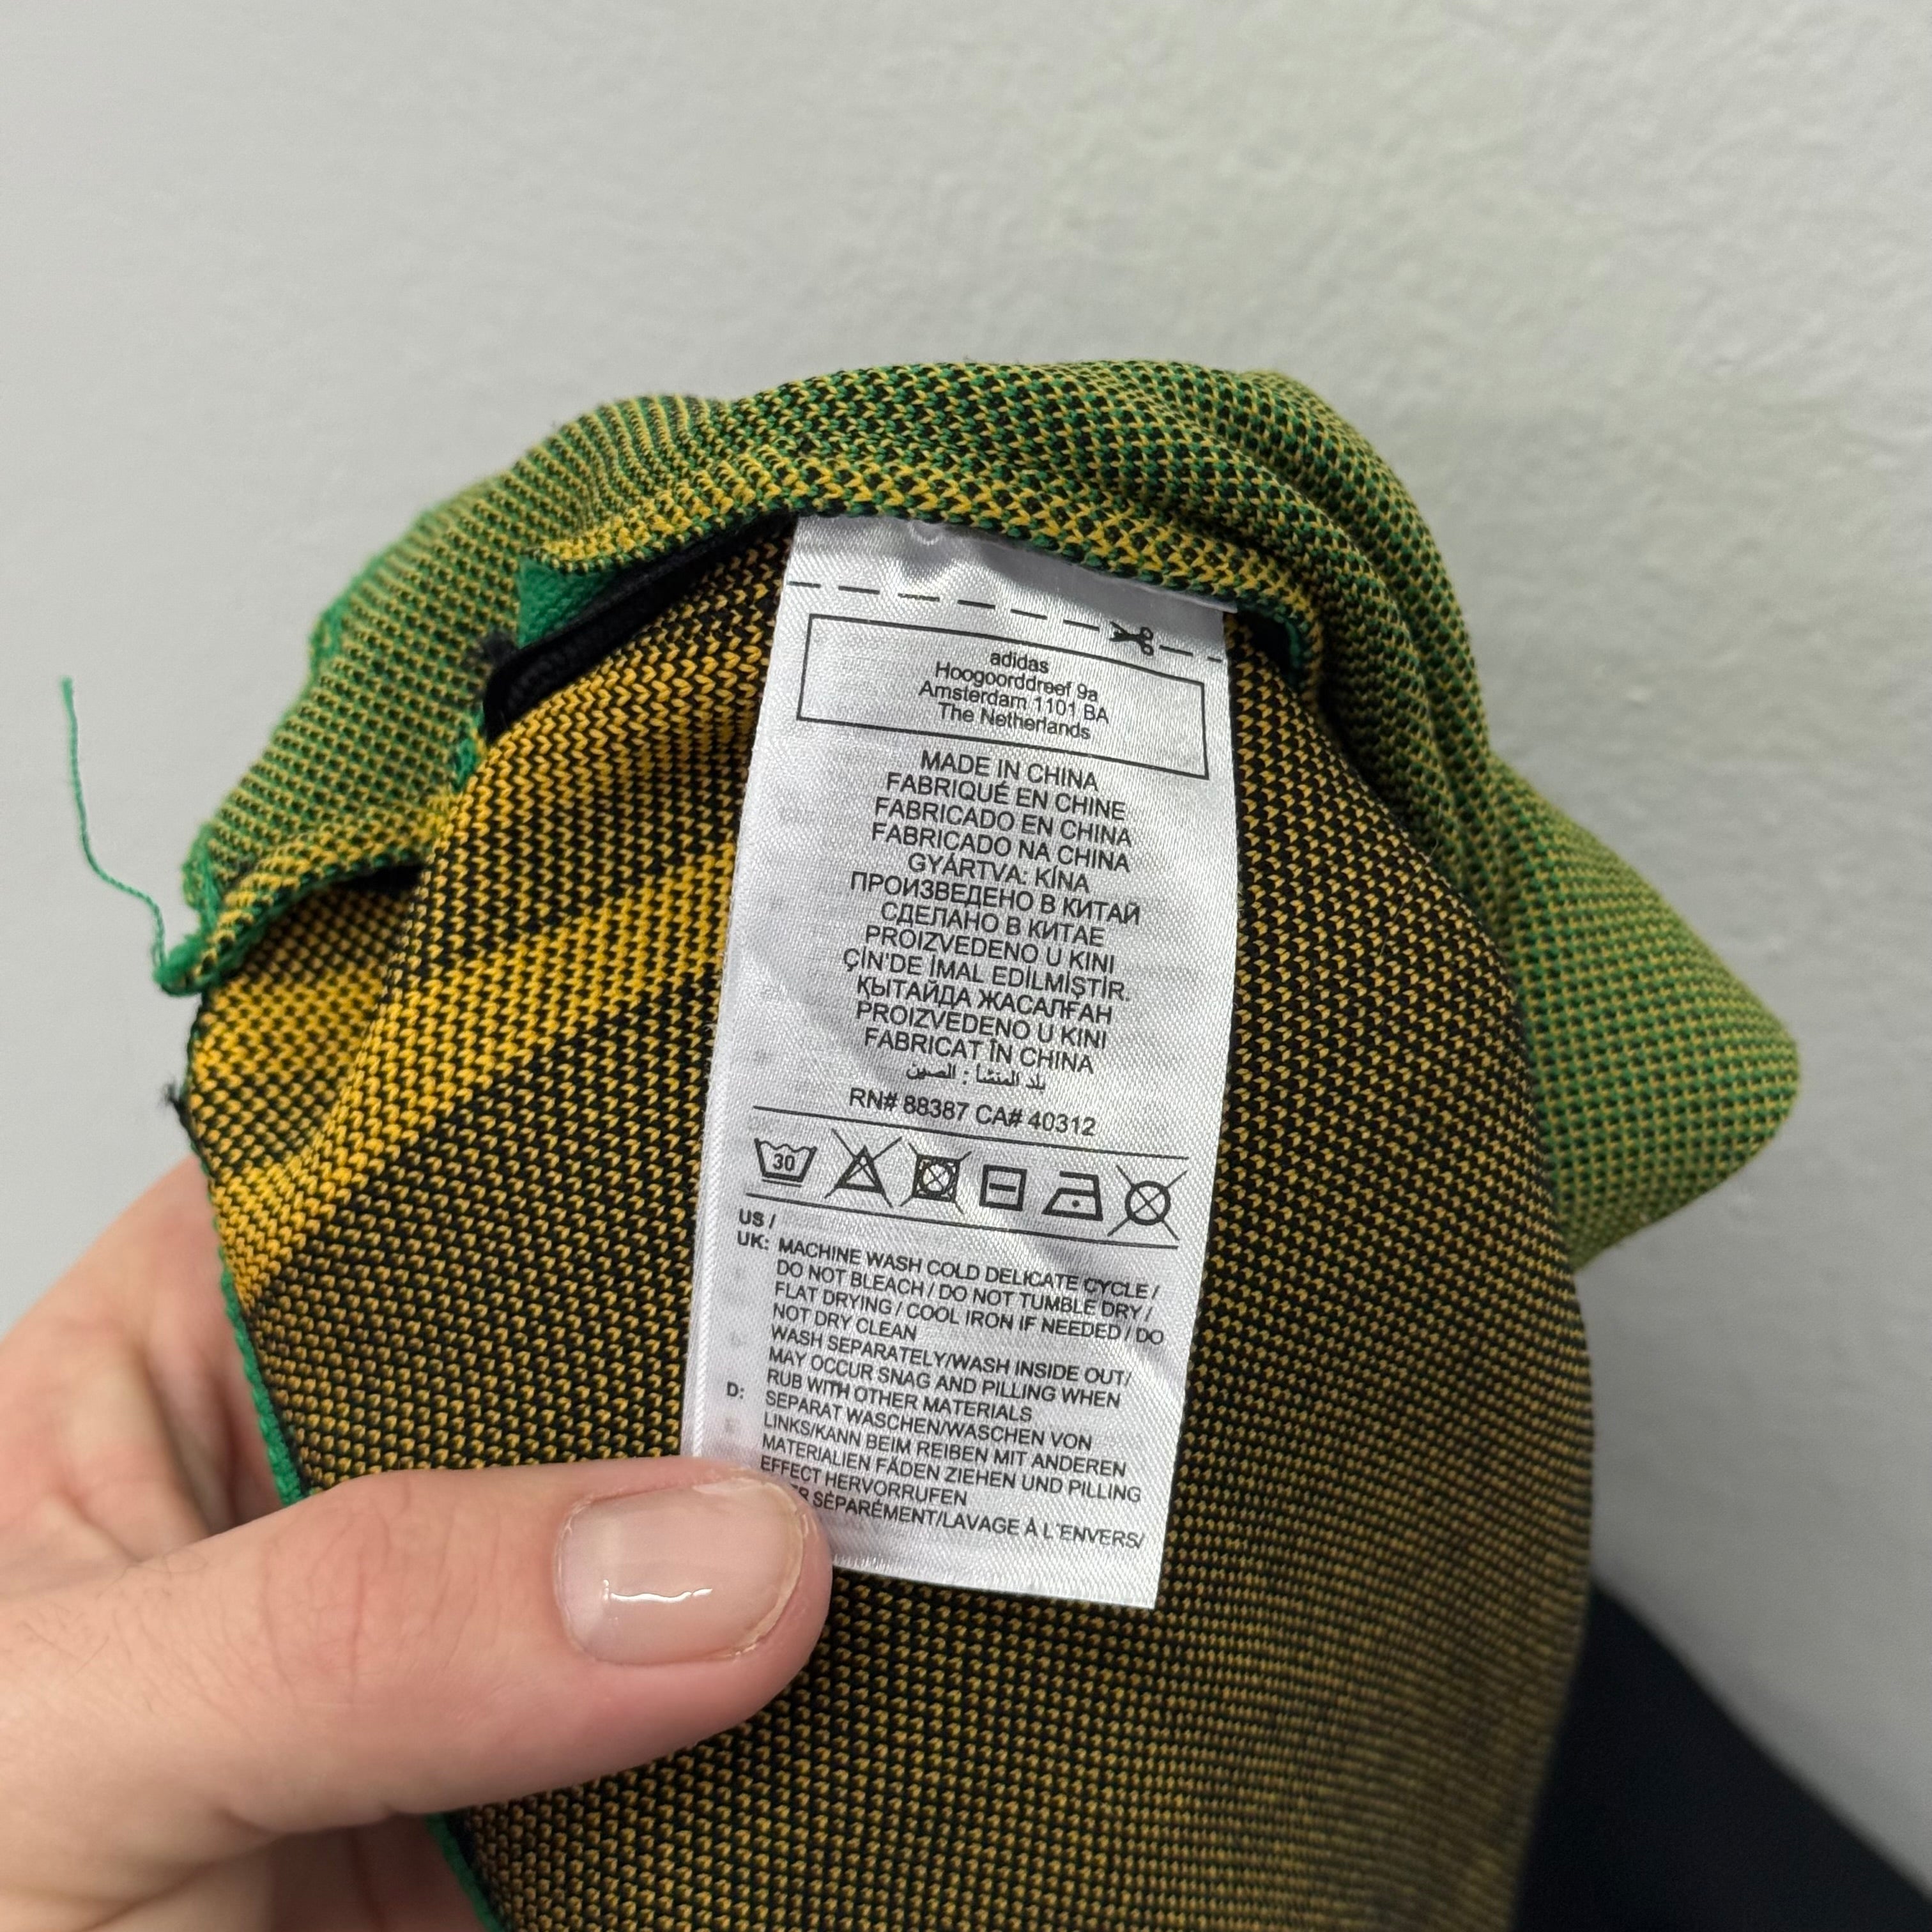 adidas
Hoogoorddreef 9a
Amsterdam 1101 BA
The Netherlands
MADE IN CHINA
FABRIQUÉ EN CHINE
FABRICADO EN CHINA
FABRICADO NA CHINA
GYÁRTVA: KÍNA
ПРОИЗВЕДЕНО В КИТАЙ
СДЕЛАНО В КИТАЕ
PROIZVEDENO U KINI
ÇİN'DE İMAL EDİLMİŞTİR.
ҚЫТАЙДА ЖАСАЛҒАН
PROIZVEDENO U KINI
FABRICAT ÎN CHINA
بلد المنشأ : الصين
RN# 88387 CA# 40312
30
US /
UK: MACHINE WASH COLD DELICATE CYCLE /
DO NOT BLEACH / DO NOT TUMBLE DRY /
FLAT DRYING / COOL IRON IF NEEDED / DO
NOT DRY CLEAN
WASH SEPARATELY/WASH INSIDE OUT/
MAY OCCUR SNAG AND PILLING WHEN
RUB WITH OTHER MATERIALS
D: SEPARAT WASCHEN/WASCHEN VON
LINKS/KANN BEIM REIBEN MIT ANDEREN
MATERIALIEN FÄDEN ZIEHEN UND PILLING
EFFECT HERVORRUFEN
SÉPARÉMENT/LAVAGE À L'ENVERS/